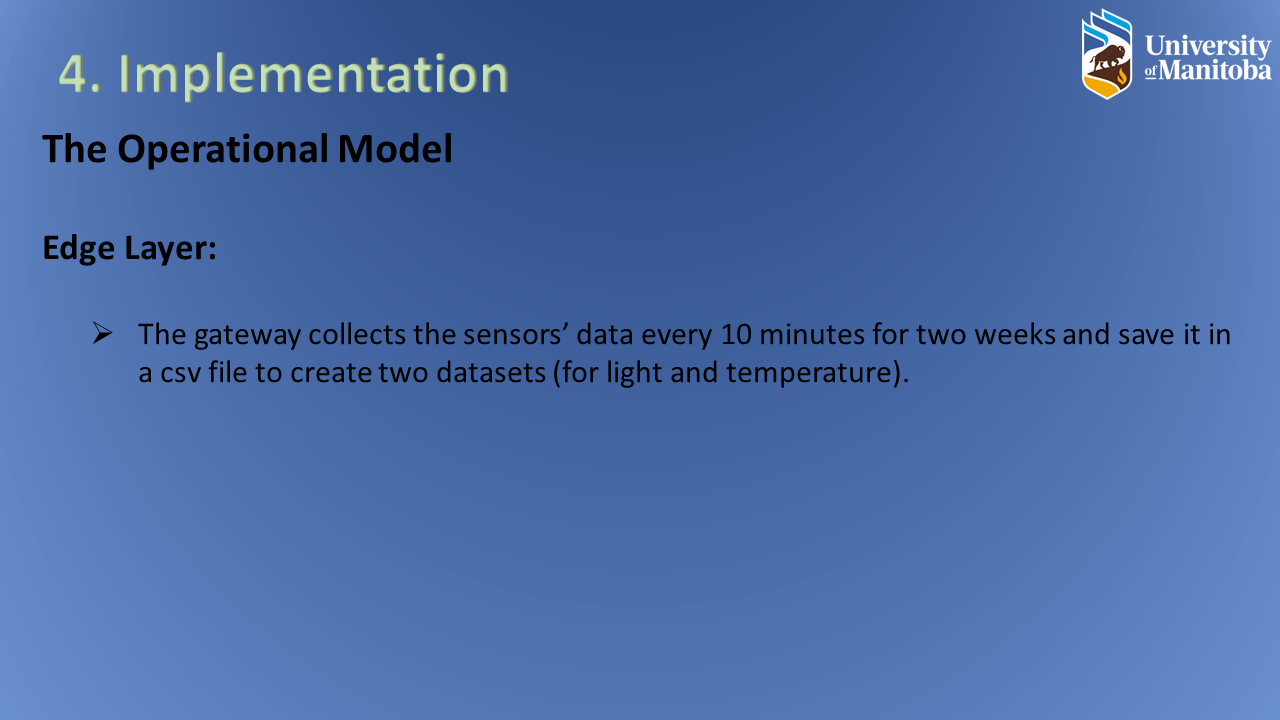 4. Implementation
University
of Manitoba
The Operational Model
Edge Layer:
➢ The gateway collects the sensors’ data every 10 minutes for two weeks and save it in
a csv file to create two datasets (for light and temperature).